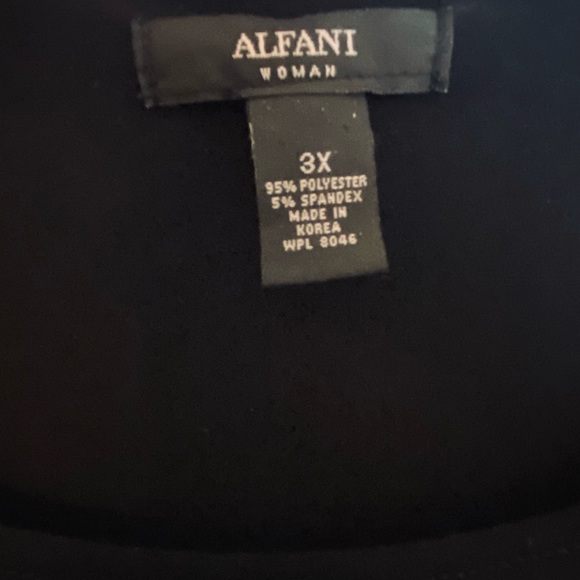 ALFANI
WOMAN
3X
95% POLYESTER
5% SPANDEX
MADE IN
KOREA
WPL 8046